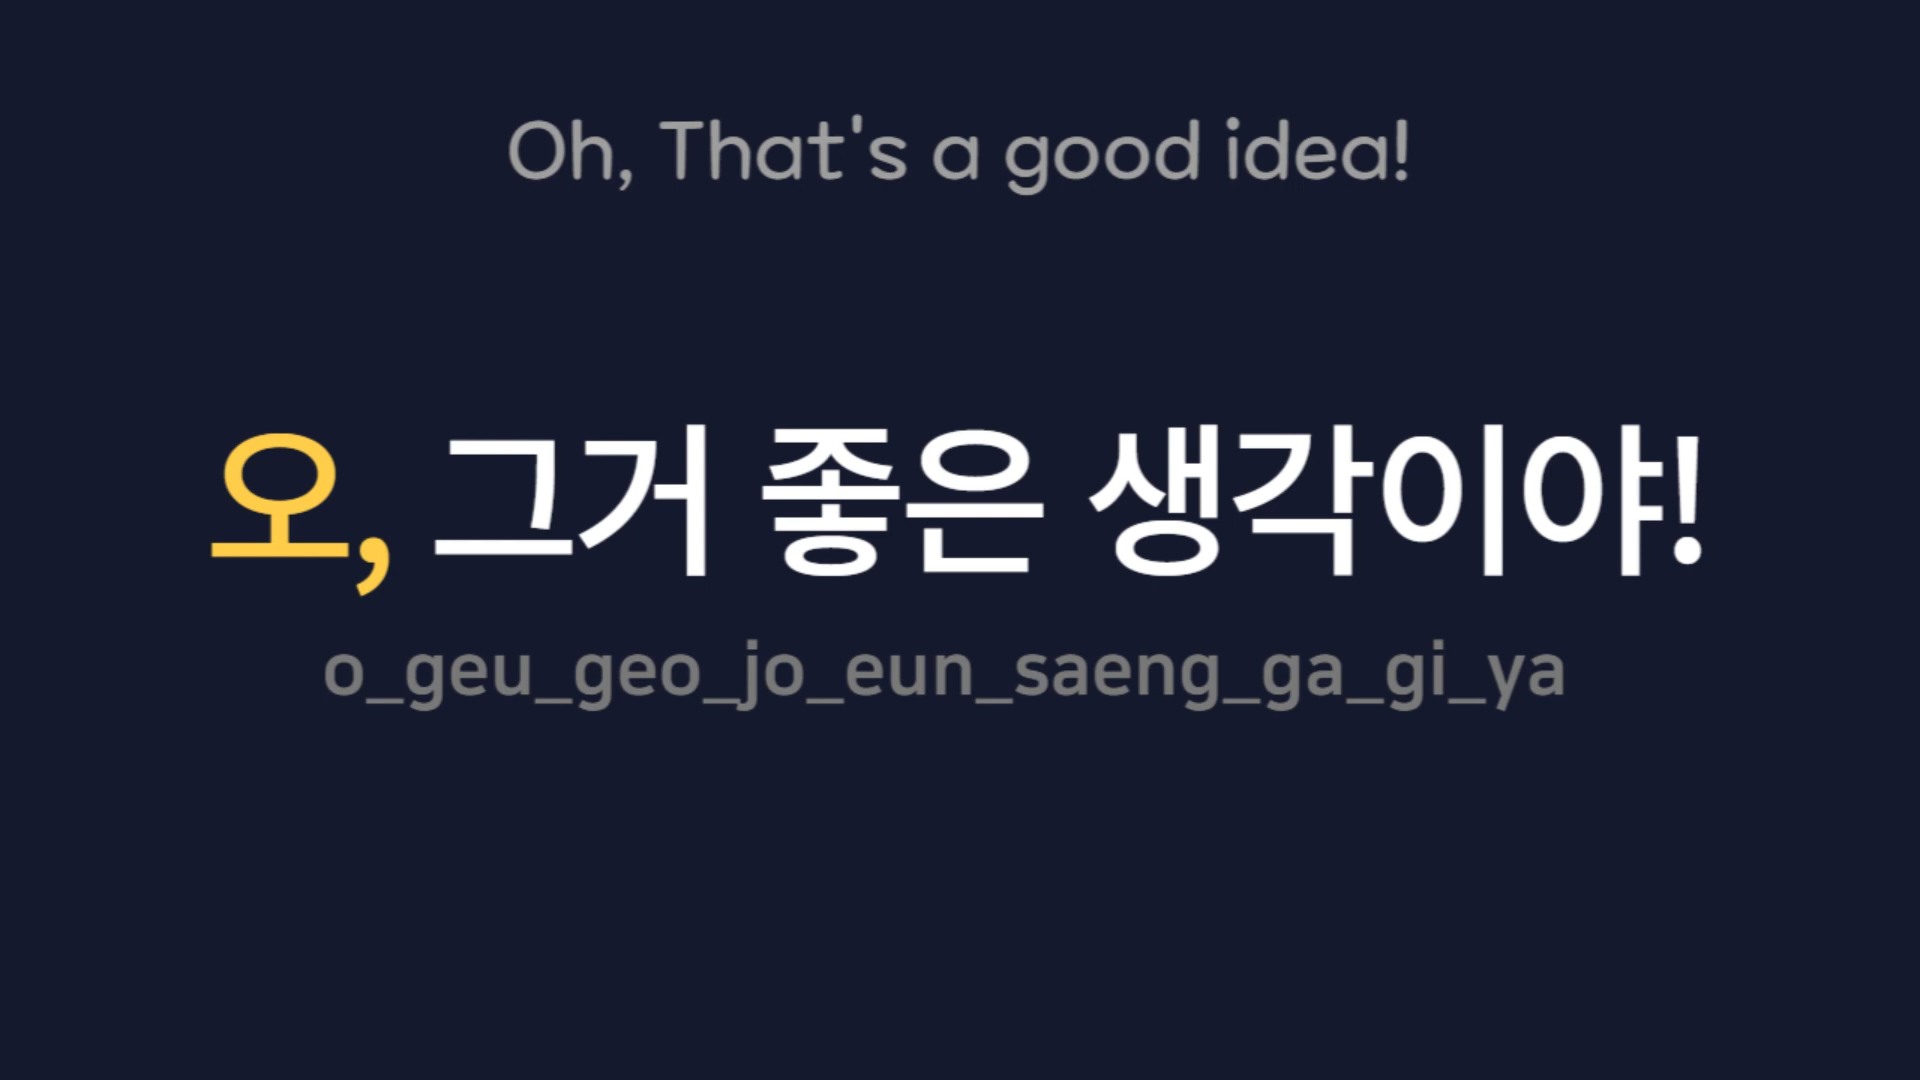 Oh, That's a good idea!
오, 그거 좋은 생각이야!
o_geu_geo_jo_eun_saeng_ga_gi_ya